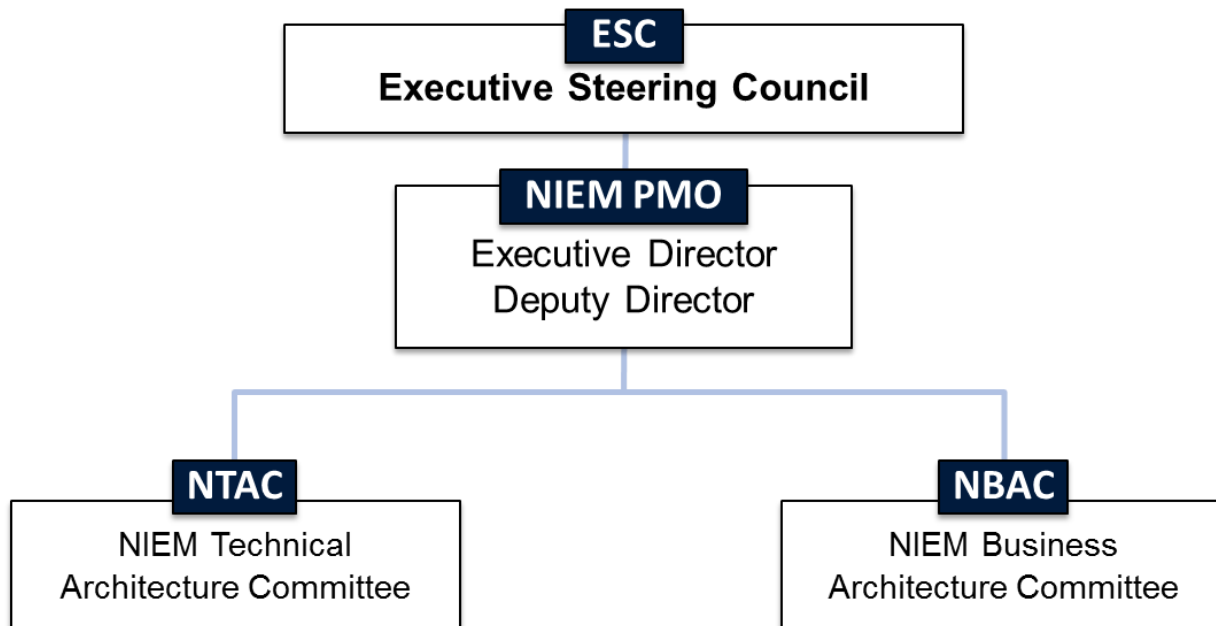 ESC
Executive Steering Council
NIEM PMO
Executive Director
Deputy Director
NTAC
NIEM Technical
Architecture Committee
NBAC
NIEM Business
Architecture Committee